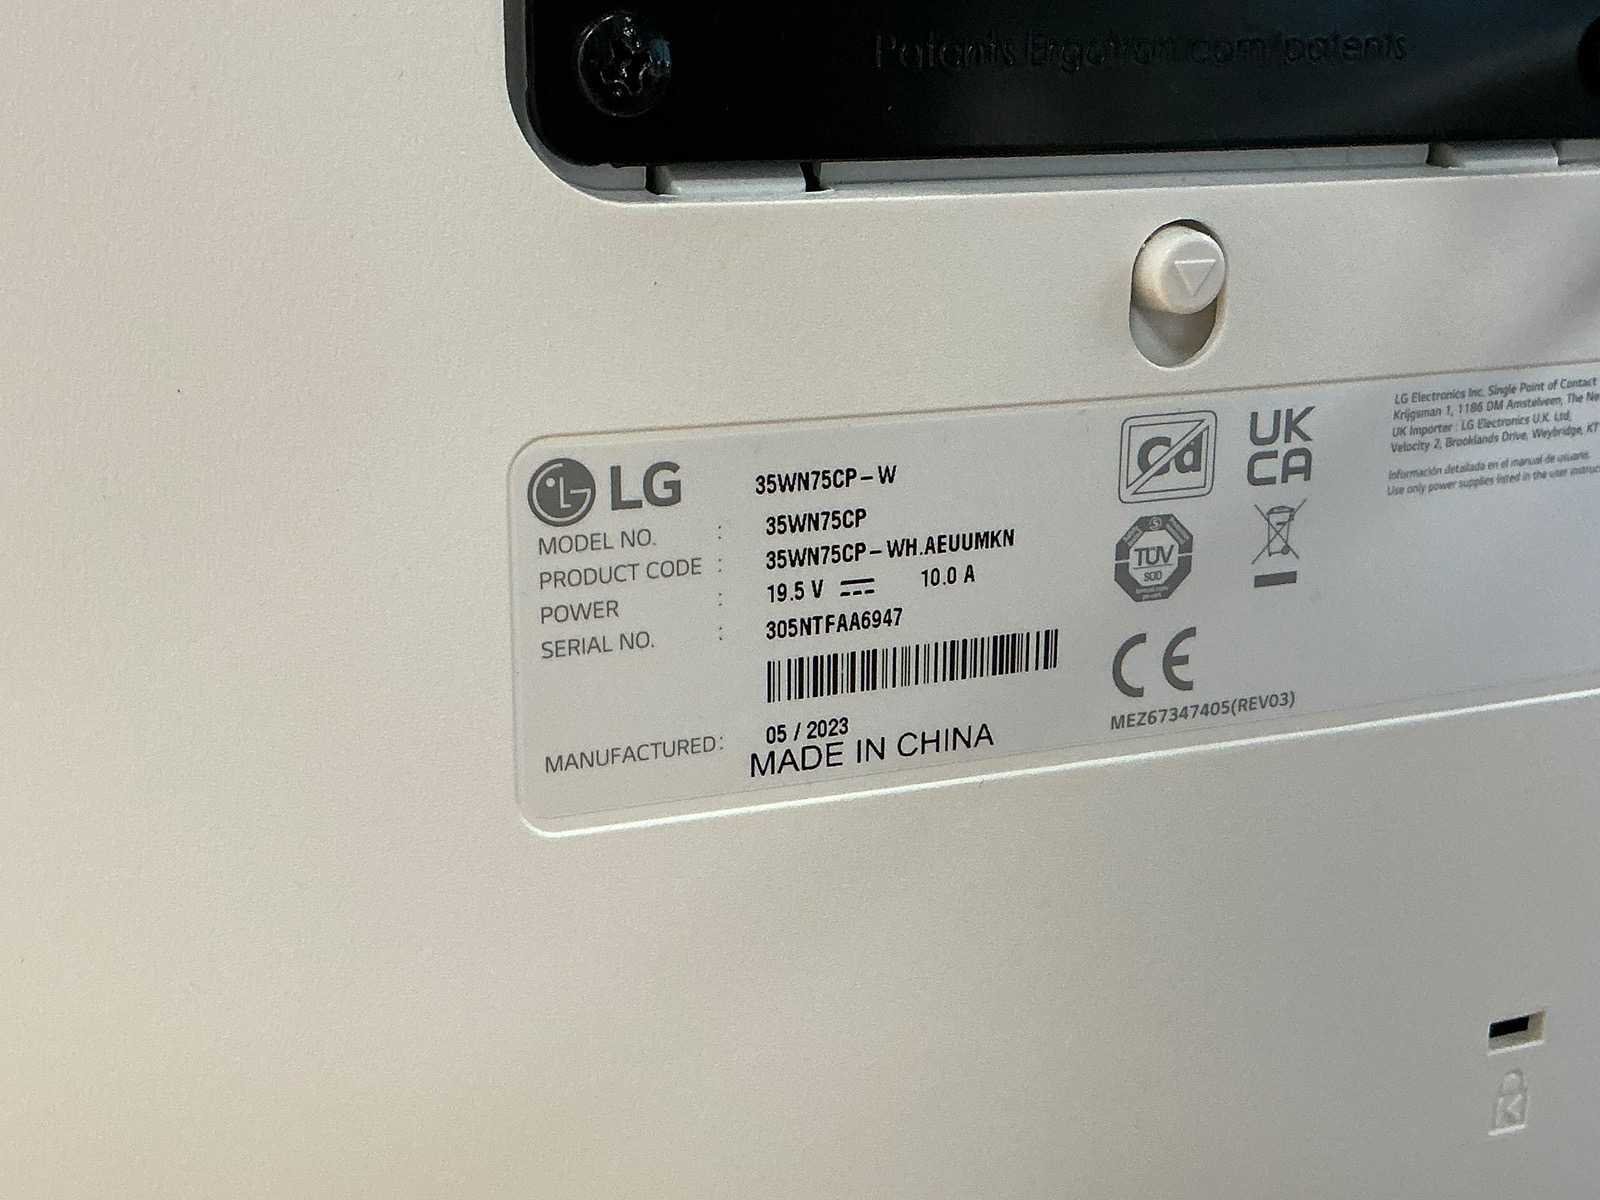 Patents Ergotron.com/patents
LG
35WN75CP-W
MODEL NO. : 35WN75CP
PRODUCT CODE : 35WN75CP-WH.AEUUMKN
POWER : 19.5 V 10.0 A
SERIAL NO. : 305NTFAA6947
MANUFACTURED: 05 / 2023
MADE IN CHINA
Cd
UK
CA
TÜV
SÜD
CE
MEZ67347405(REV03)
LG Electronics Inc. Single Point of Contact
Krijgsman 1, 1186 DM Amstelveen, The Ne
UK Importer : LG Electronics U.K. Ltd,
Velocity 2, Brooklands Drive, Weybridge, KT
Información detallada en el manual de usuario.
Use only power supplies listed in the user instruc
K